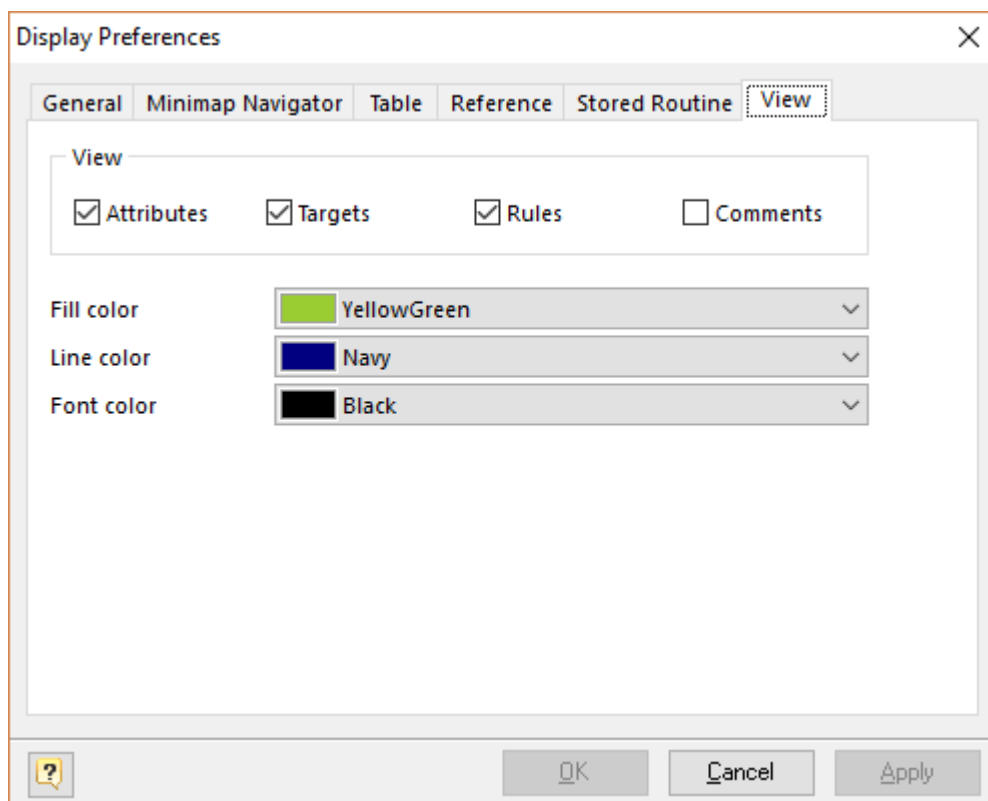 Display Preferences
General Minimap Navigator Table Reference Stored Routine View
View
Attributes Targets Rules Comments
Fill color YellowGreen
Line color Navy
Font color Black
? OK Cancel Apply